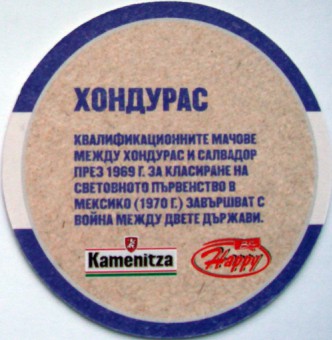 ХОНДУРАС
КВАЛИФИКАЦИОННИТЕ МАЧОВЕ
МЕЖДУ ХОНДУРАС И САЛВАДОР
ПРЕЗ 1969 Г. ЗА КЛАСИРАНЕ НА
СВЕТОВНОТО ПЪРВЕНСТВО В
МЕКСИКО (1970 Г.) ЗАВЪРШВАТ С
ВОЙНА МЕЖДУ ДВЕТЕ ДЪРЖАВИ.
Kamenitza
Happy